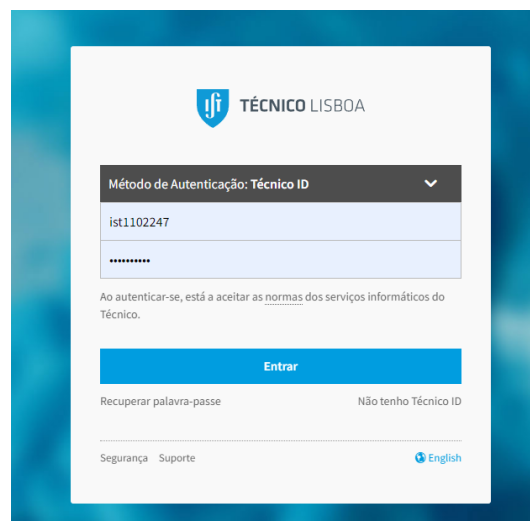 TÉCNICO LISBOA
Método de Autenticação: Técnico ID
ist1102247
••••••••••
Ao autenticar-se, está a aceitar as normas dos serviços informáticos do
Técnico.
Entrar
Recuperar palavra-passe Não tenho Técnico ID
Segurança Suporte English